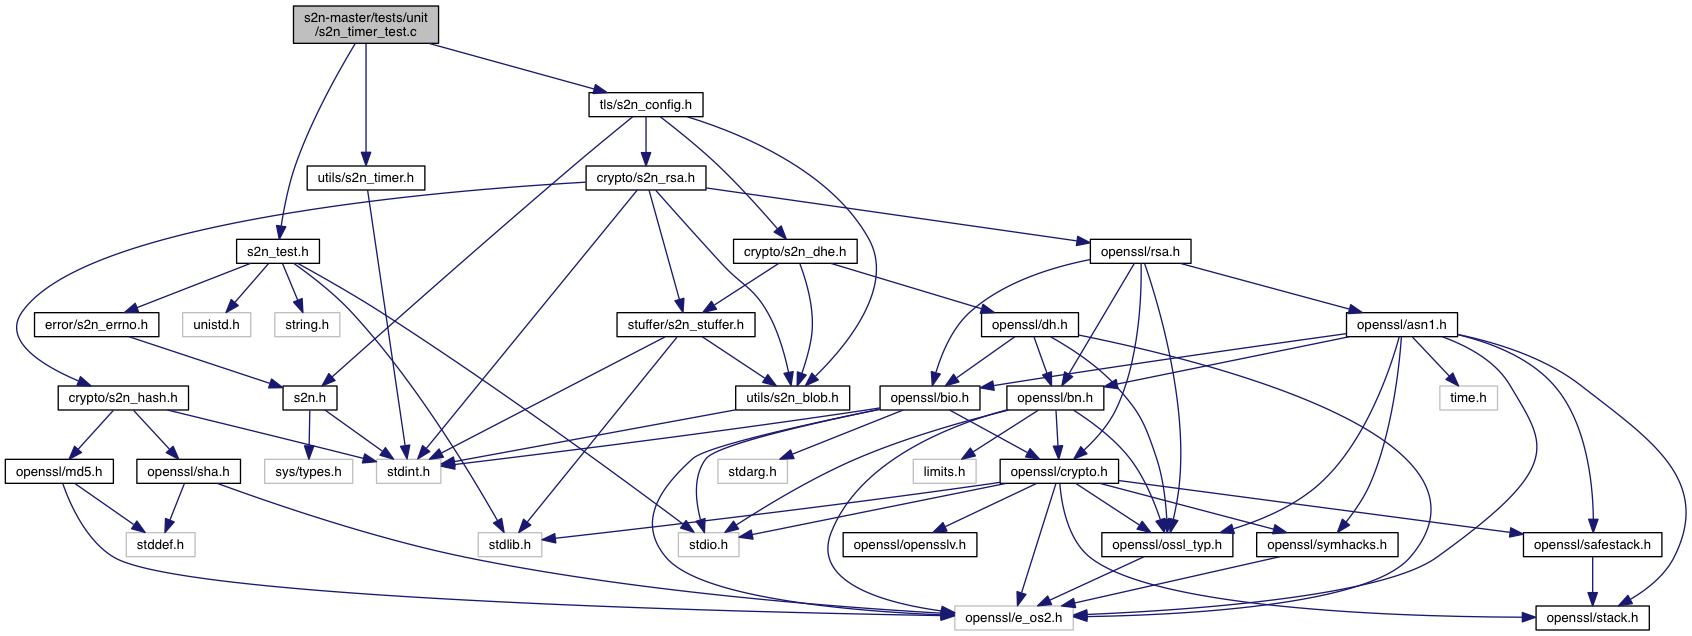 s2n-master/tests/unit
/s2n_timer_test.c
tls/s2n_config.h
utils/s2n_timer.h
crypto/s2n_rsa.h
s2n_test.h
crypto/s2n_dhe.h
openssl/rsa.h
error/s2n_errno.h
unistd.h
string.h
stuffer/s2n_stuffer.h
openssl/dh.h
openssl/asn1.h
crypto/s2n_hash.h
s2n.h
utils/s2n_blob.h
openssl/bio.h
openssl/bn.h
time.h
openssl/md5.h
openssl/sha.h
sys/types.h
stdint.h
stdarg.h
limits.h
openssl/crypto.h
stddef.h
stdlib.h
stdio.h
openssl/opensslv.h
openssl/ossl_typ.h
openssl/symhacks.h
openssl/safestack.h
openssl/e_os2.h
openssl/stack.h